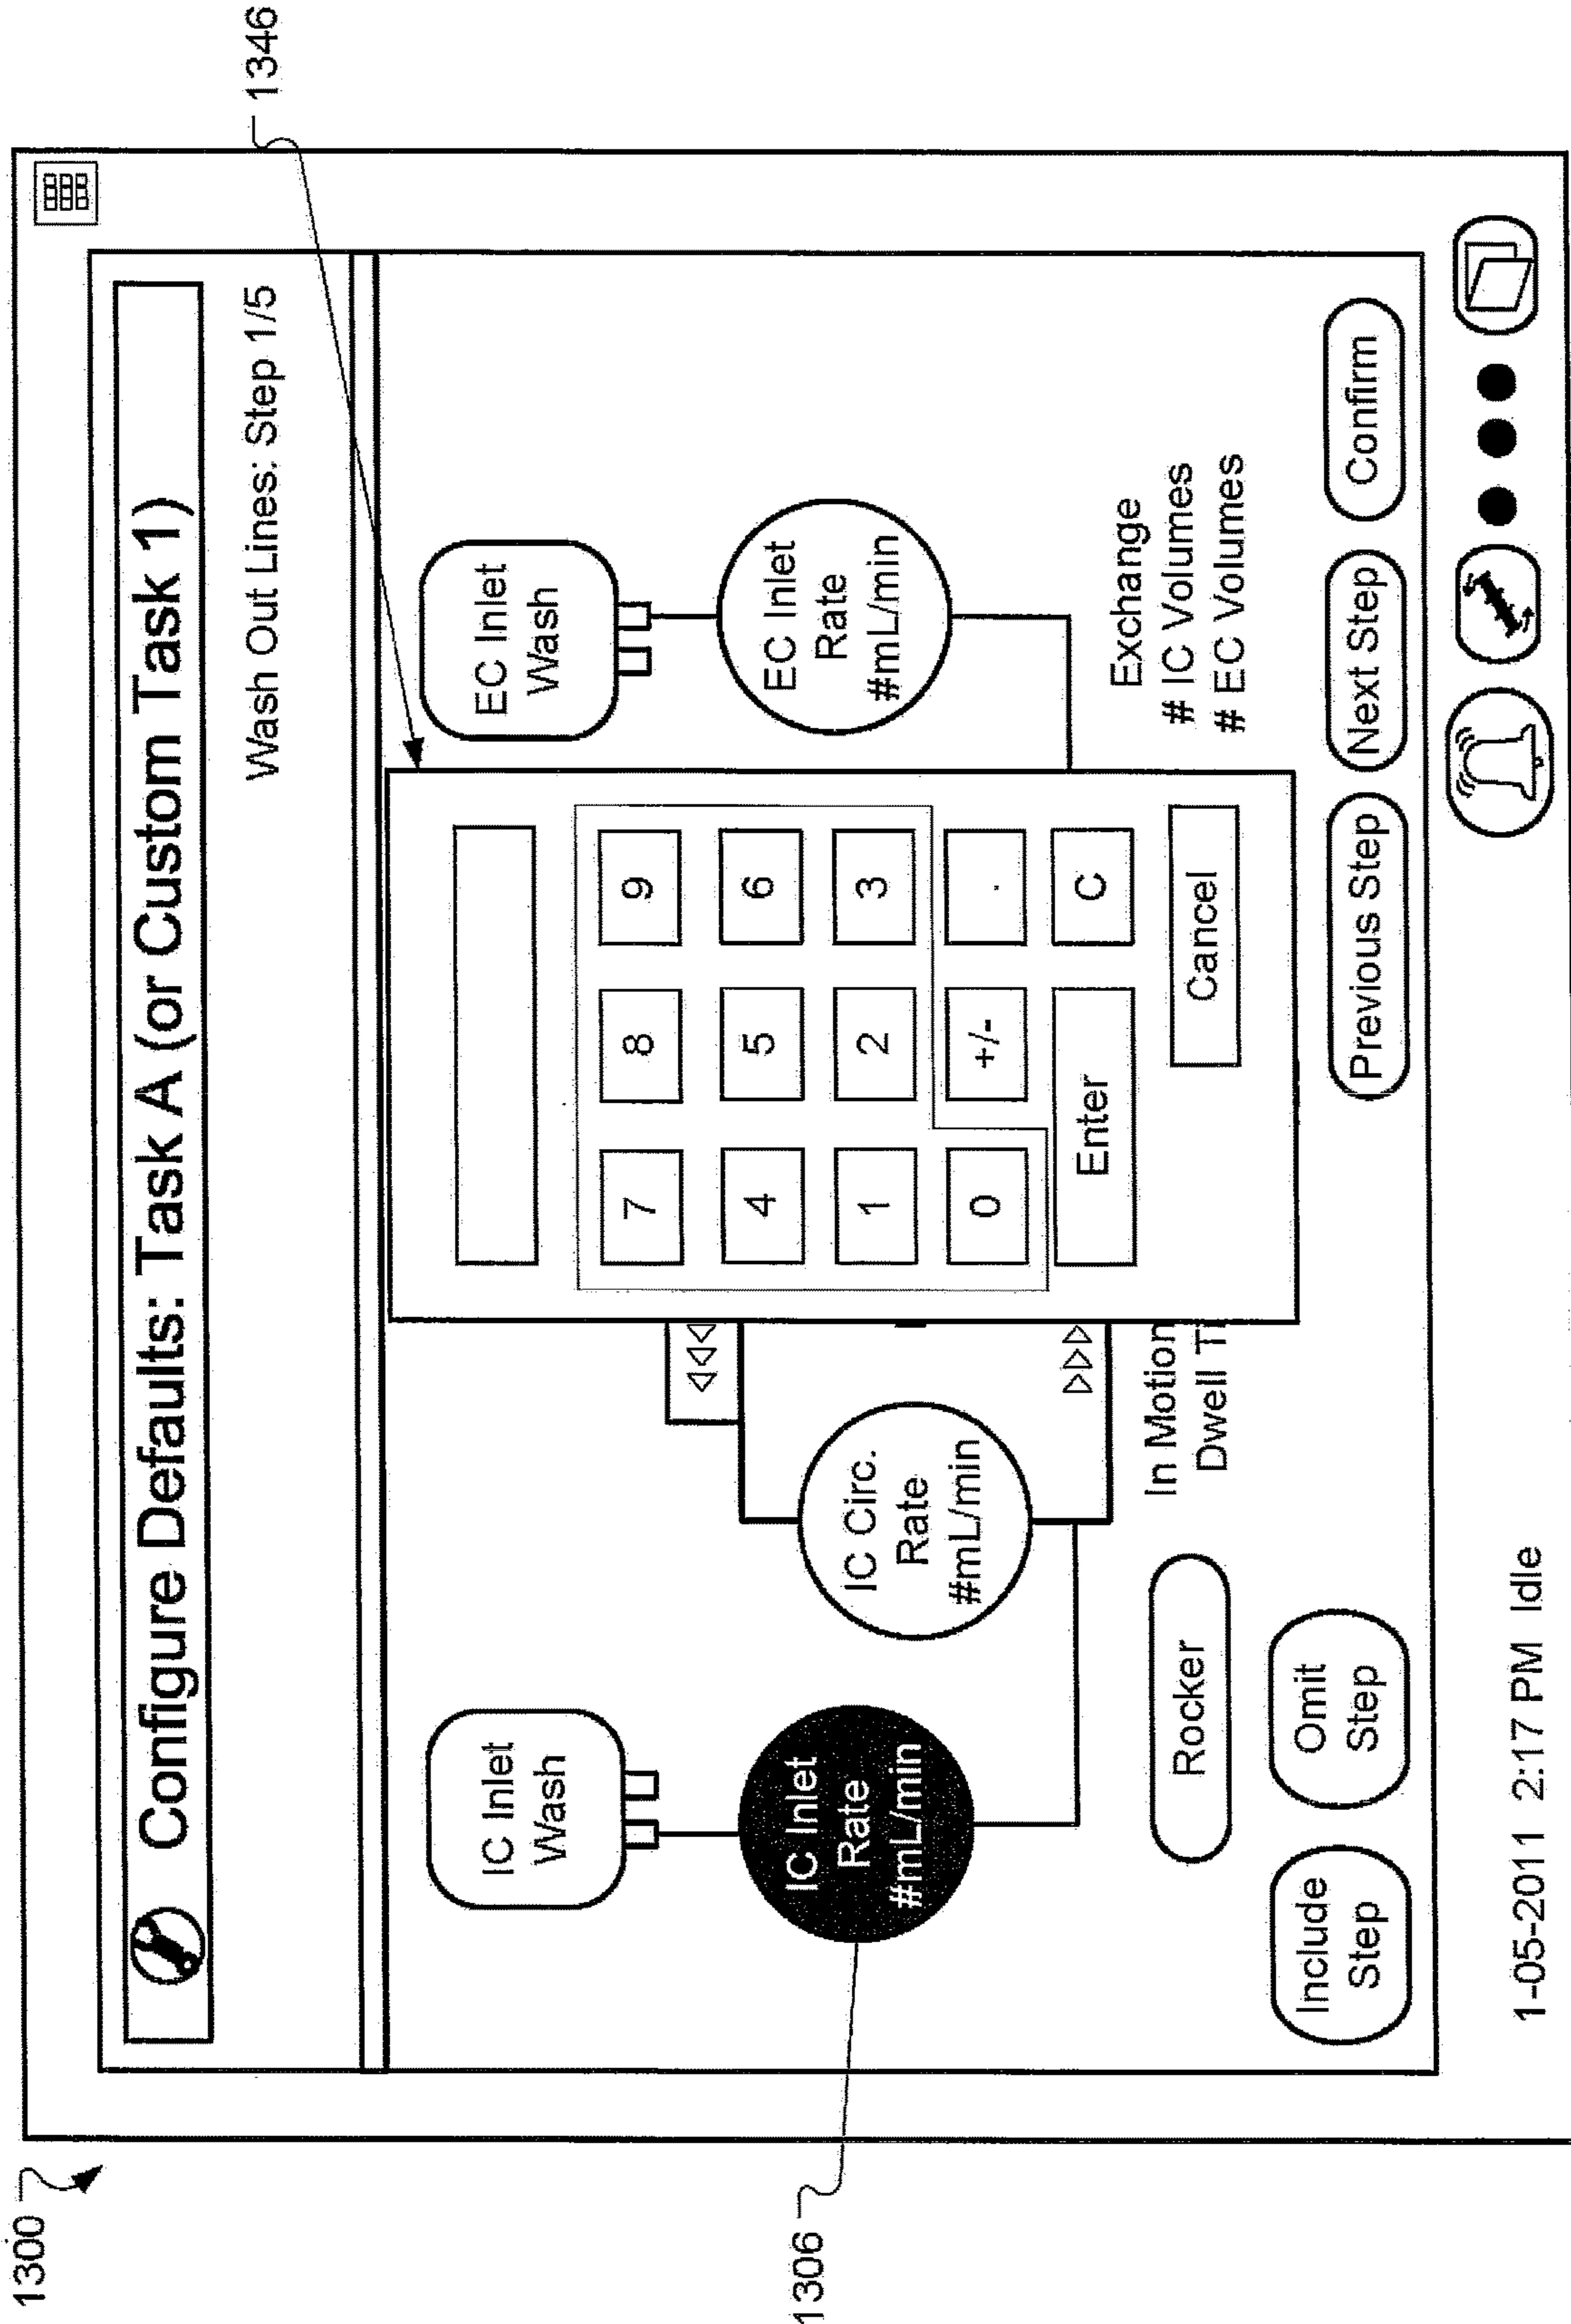 1300
1346
Configure Defaults: Task A (or Custom Task 1)
Wash Out Lines: Step 1/5
IC Inlet
Wash
EC Inlet
Wash
1306
IC Inlet
Rate
#mL/min
IC Circ.
Rate
#mL/min
EC Inlet
Rate
#mL/min
7 8 9
4 5 6
1 2 3
0 +/- .
Enter C
Cancel
In Motion
Dwell Ti
Exchange
# IC Volumes
# EC Volumes
Rocker
Include
Step
Omit
Step
Previous Step
Next Step
Confirm
1-05-2011 2:17 PM Idle